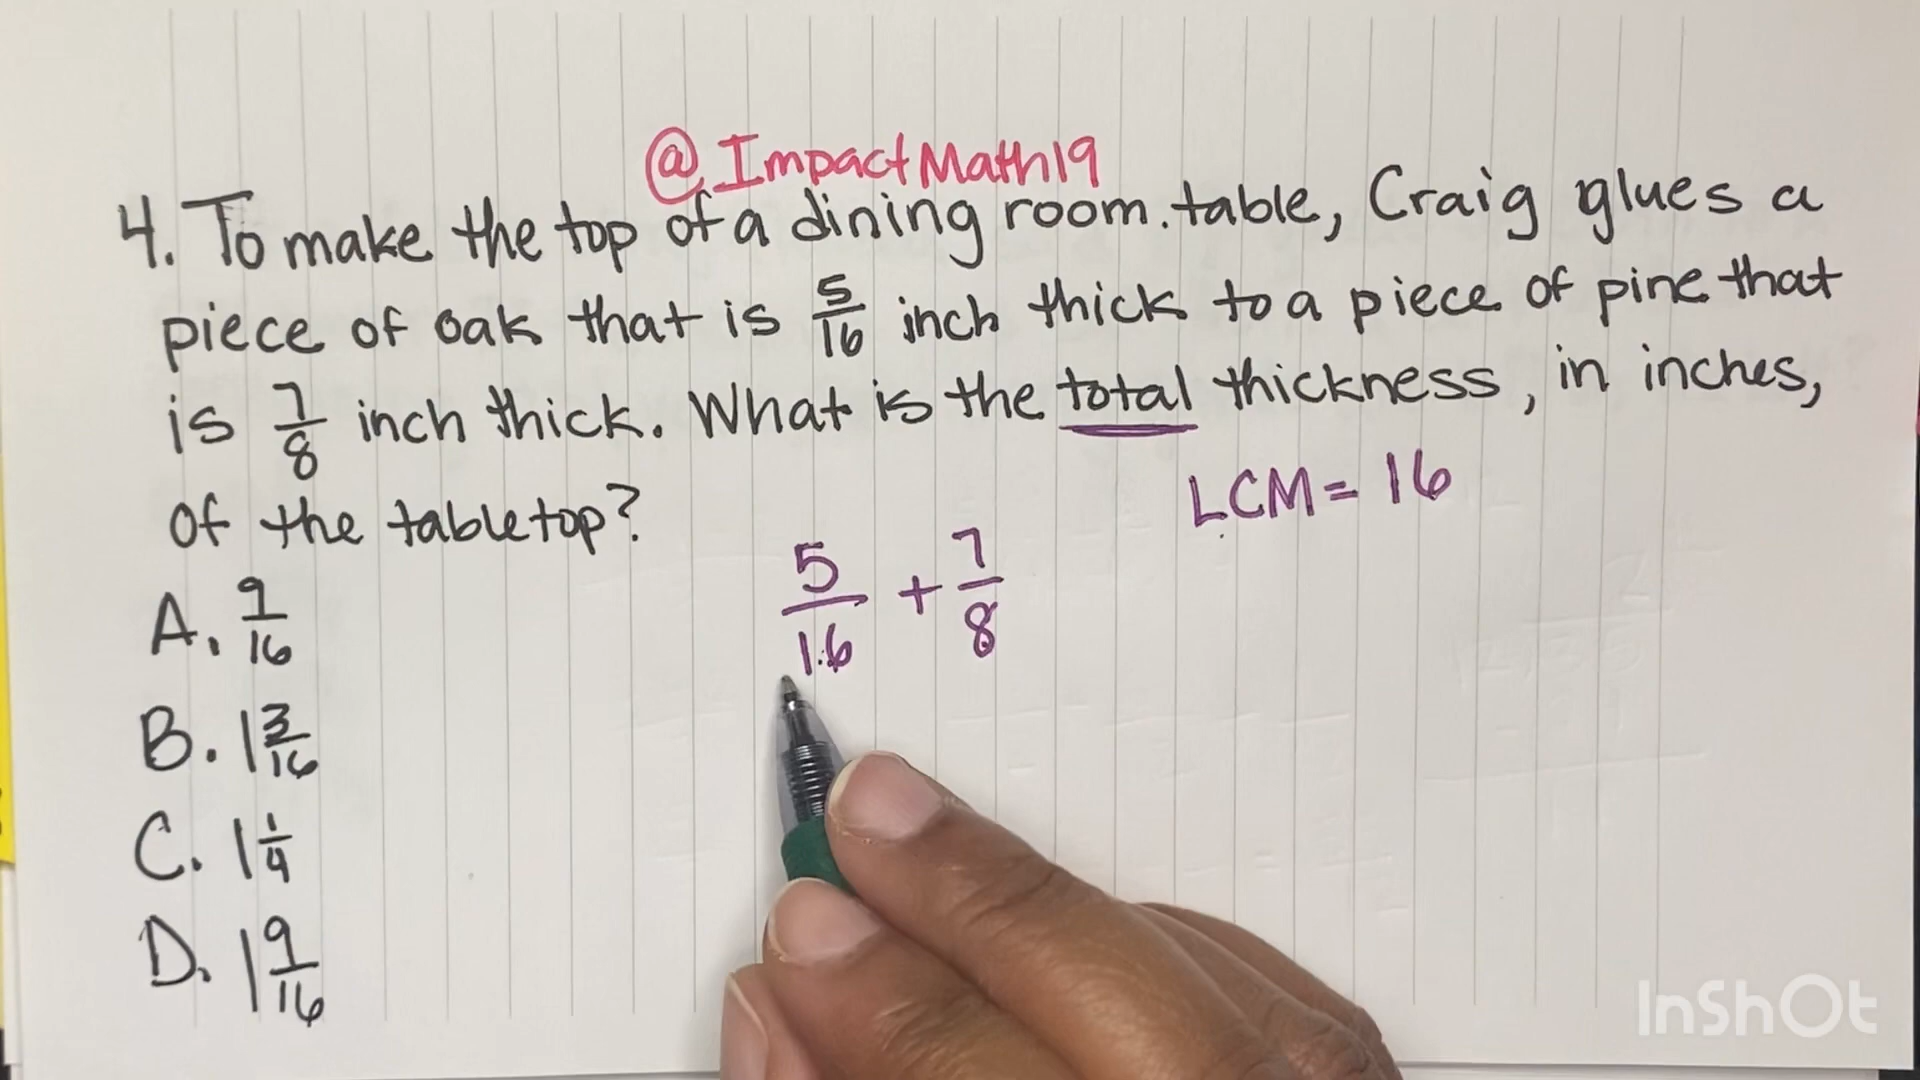 @ImpactMath19
4. To make the top of a dining room table, Craig glues a
piece of oak that is 5/16 inch thick to a piece of pine that
is 7/8 inch thick. What is the total thickness, in inches,
of the tabletop?
LCM = 16
5/16 + 7/8
A. 9/16
B. 1 3/16
C. 1 1/4
D. 1 9/16
InShOt